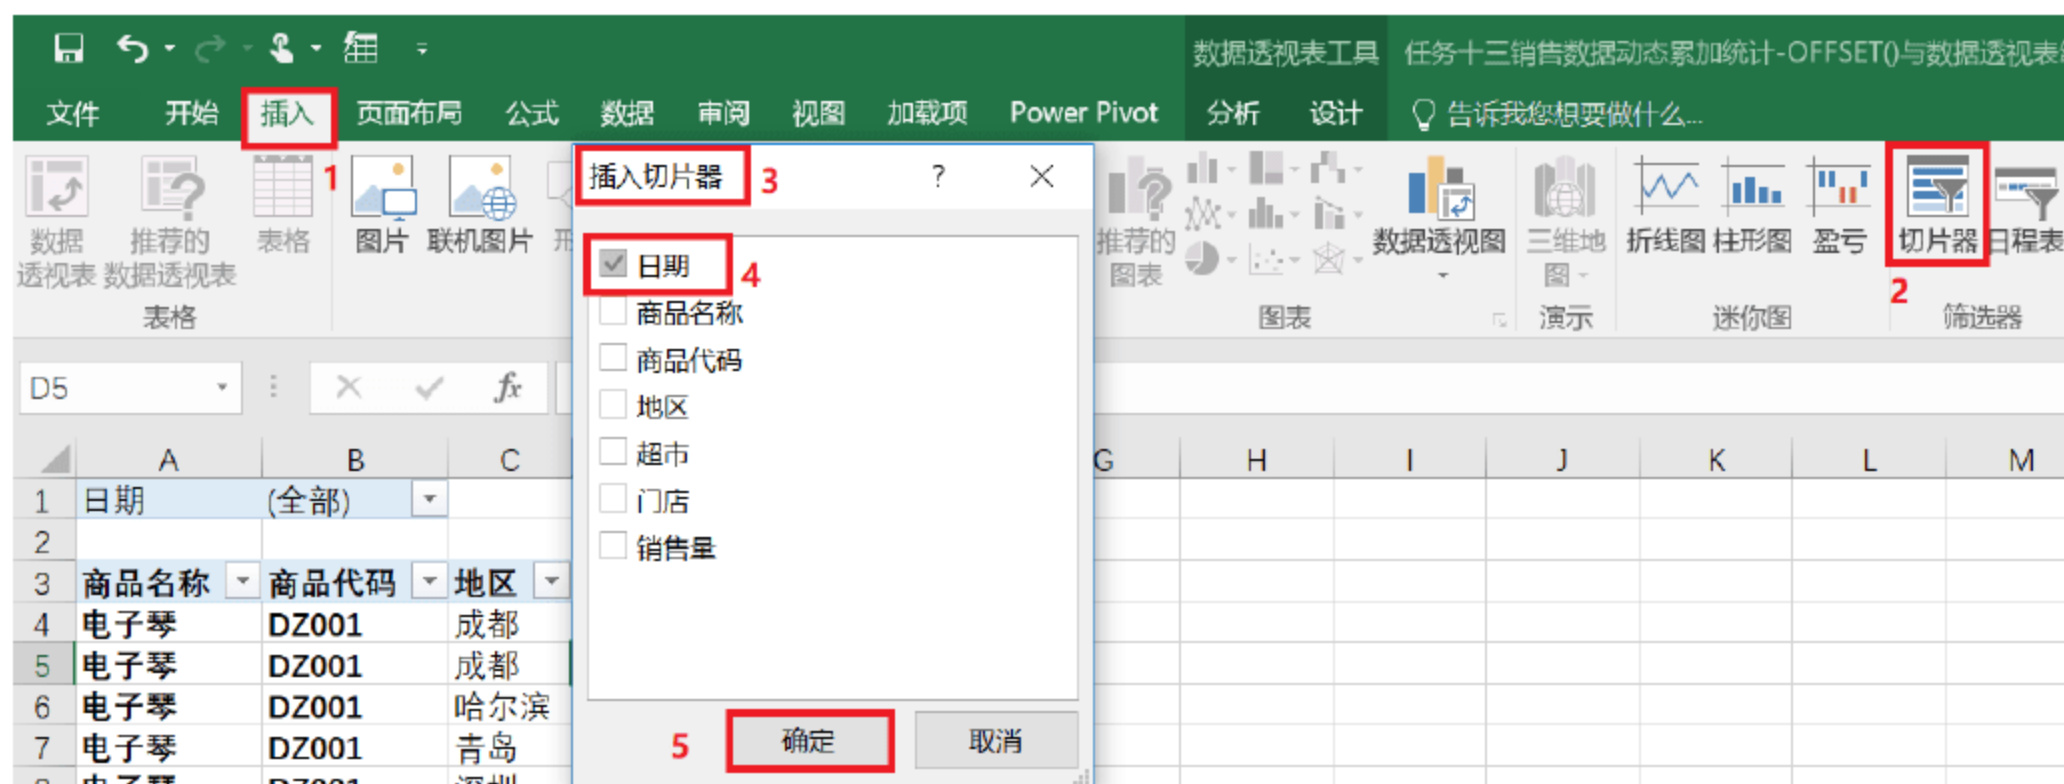 数据透视表工具 任务十三销售数据动态累加统计-OFFSET()与数据透视表
文件 开始 插入 页面布局 公式 数据 审阅 视图 加载项 Power Pivot 分析 设计 告诉我您想要做什么...
1
数据
透视表
推荐的
数据透视表
表格
图片
联机图片
推荐的
图表
数据透视图
三维地
图
折线图
柱形图
盈亏
切片器
日程表
2
表格
图表
演示
迷你图
筛选器
插入切片器 3 ?
日期 4
商品名称
商品代码
地区
超市
门店
销售量
5 确定 取消
D5 fx
A B C G H I J K L M
1 日期 (全部)
2
3 商品名称 商品代码 地区
4 电子琴 DZ001 成都
5 电子琴 DZ001 成都
6 电子琴 DZ001 哈尔滨
7 电子琴 DZ001 青岛
电子琴 DZ001 深圳